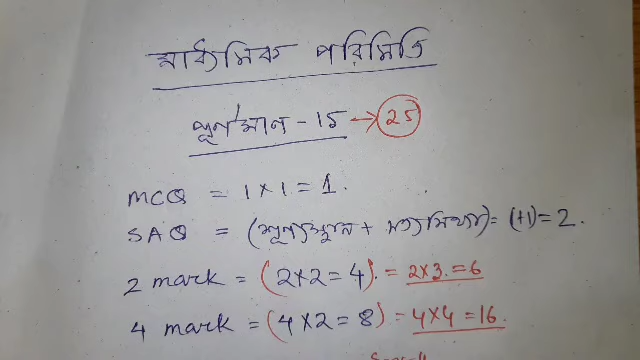 মাধ্যমিক পরিমিতি
পূর্ণমান - 15 → 25
MCQ = 1 × 1 = 1.
SAQ = (শূন্যস্থান + সত্যমিথ্যা) = (1+1) = 2.
2 mark = (2×2 = 4). = 2×3. = 6
4 mark = (4×2 = 8) = 4×4 = 16.